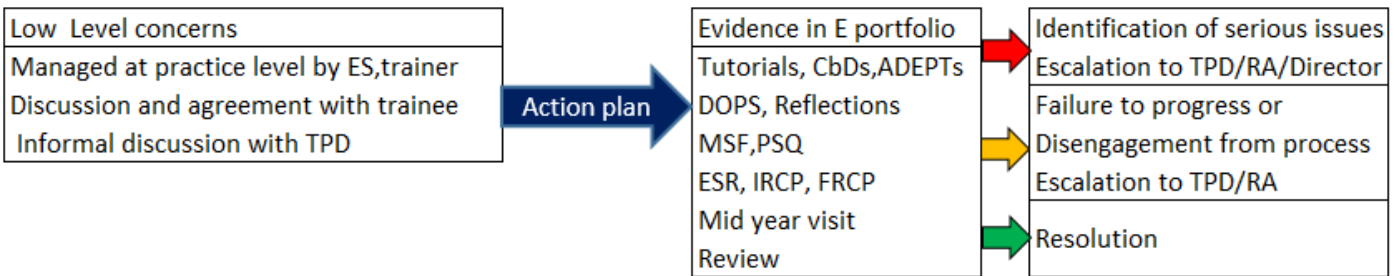 Low Level concerns
Managed at practice level by ES,trainer
Discussion and agreement with trainee
Informal discussion with TPD
Action plan
Evidence in E portfolio
Tutorials, CbDs,ADEPTs
DOPS, Reflections
MSF,PSQ
ESR, IRCP, FRCP
Mid year visit
Review
Identification of serious issues
Escalation to TPD/RA/Director
Failure to progress or
Disengagement from process
Escalation to TPD/RA
Resolution